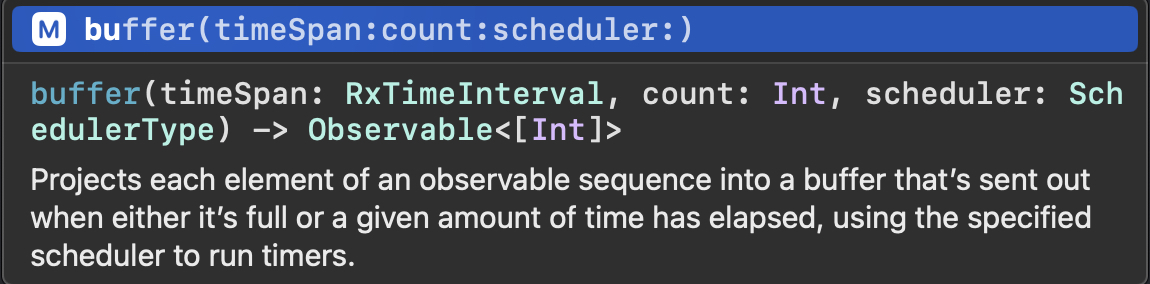 M buffer(timeSpan:count:scheduler:)
buffer(timeSpan: RxTimeInterval, count: Int, scheduler: Sch
edulerType) -> Observable<[Int]>
Projects each element of an observable sequence into a buffer that’s sent out
when either it’s full or a given amount of time has elapsed, using the specified
scheduler to run timers.